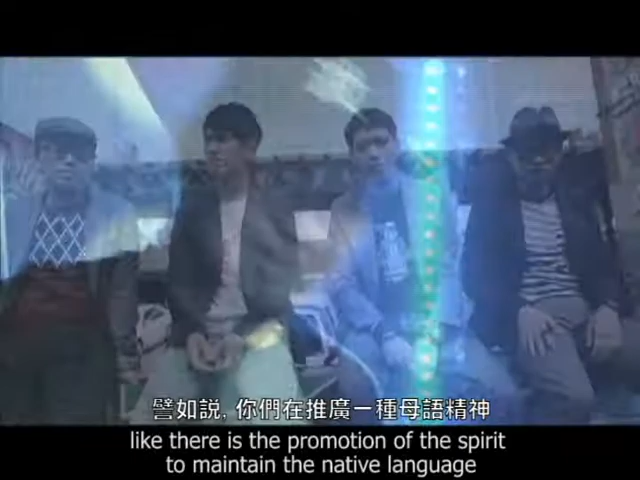 譬如說, 你們在推廣一種母語精神
like there is the promotion of the spirit
to maintain the native language